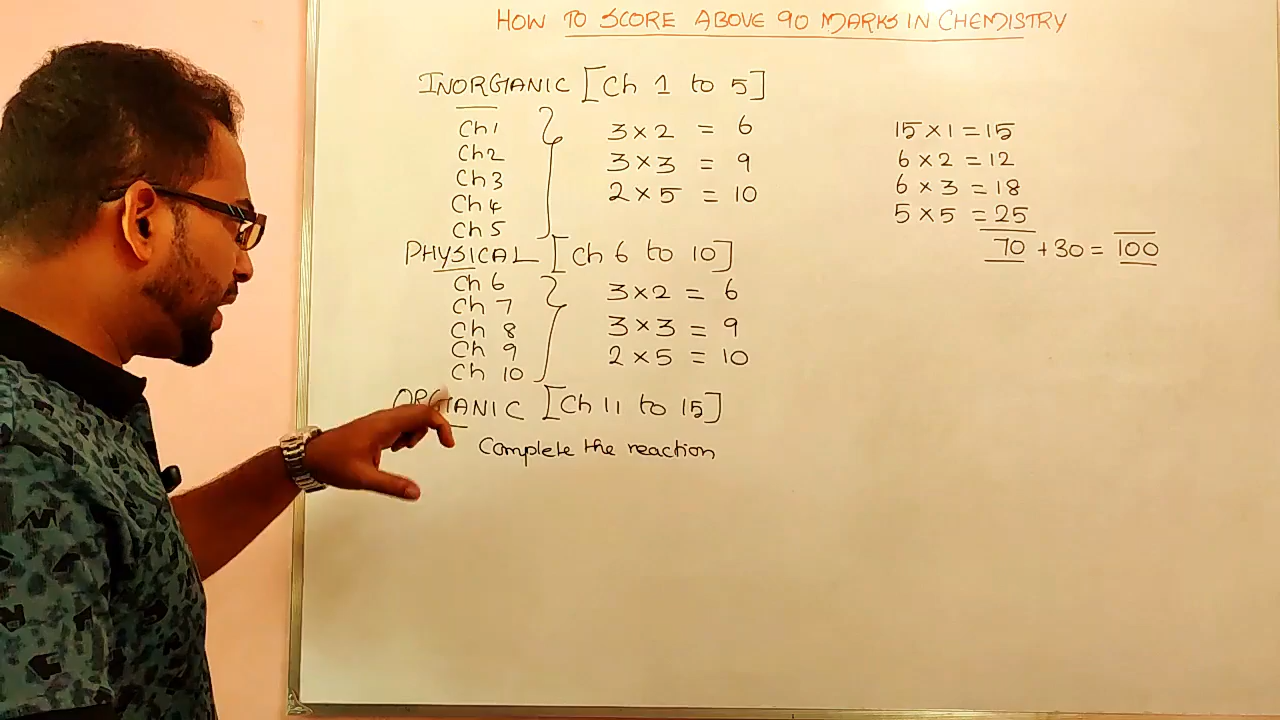 HOW TO SCORE ABOVE 90 MARKS IN CHEMISTRY
INORGANIC [Ch 1 to 5]
Ch1
Ch2
Ch3
Ch4
Ch5
3×2 = 6
3×3 = 9
2×5 = 10
PHYSICAL [Ch 6 to 10]
Ch 6
Ch 7
Ch 8
Ch 9
Ch 10
3×2 = 6
3×3 = 9
2×5 = 10
ORGANIC [Ch 11 to 15]
Complete the reaction
15×1=15
6×2=12
6×3=18
5×5=25
70+30=100